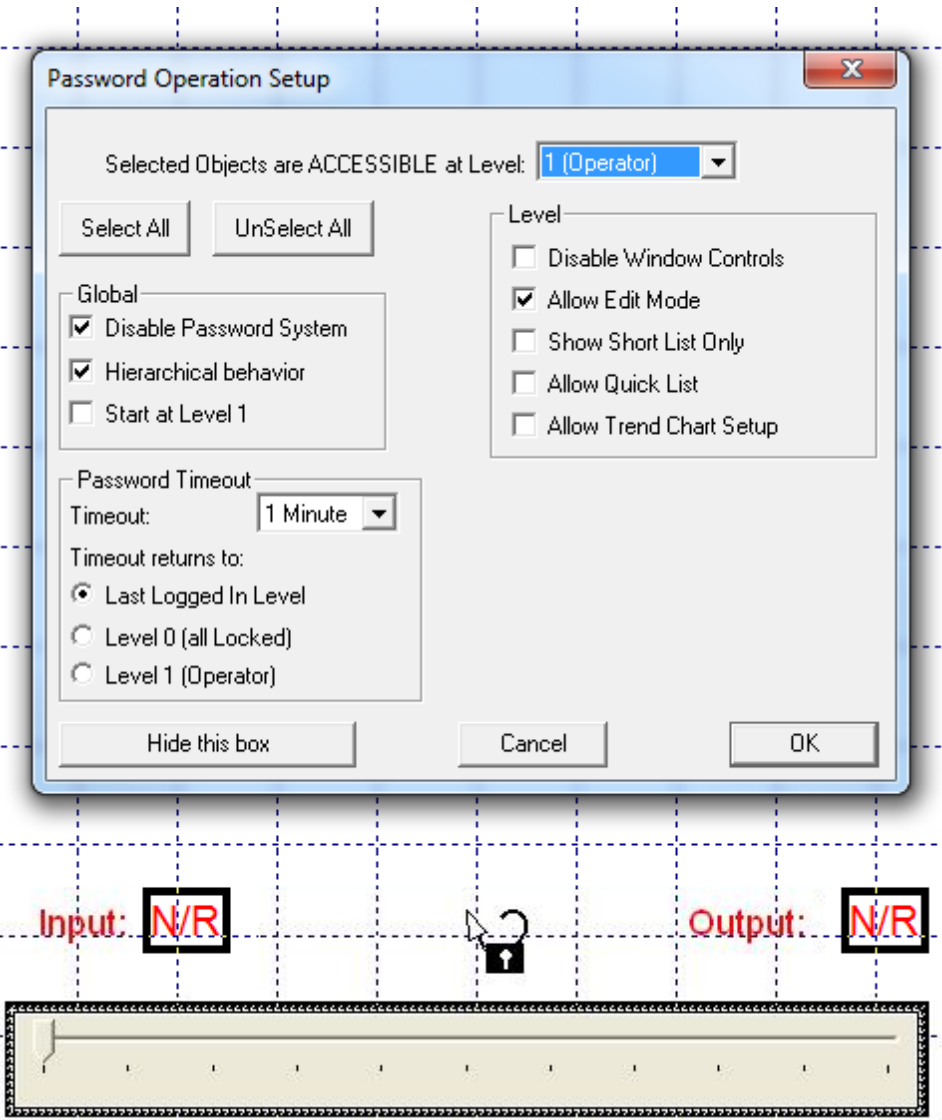 Password Operation Setup
Selected Objects are ACCESSIBLE at Level: 1 (Operator)
Select All UnSelect All
Level
Disable Window Controls
Allow Edit Mode
Show Short List Only
Allow Quick List
Allow Trend Chart Setup
Global
Disable Password System
Hierarchical behavior
Start at Level 1
Password Timeout
Timeout: 1 Minute
Timeout returns to:
Last Logged In Level
Level 0 (all Locked)
Level 1 (Operator)
Hide this box Cancel OK
Input: N/R Output: N/R